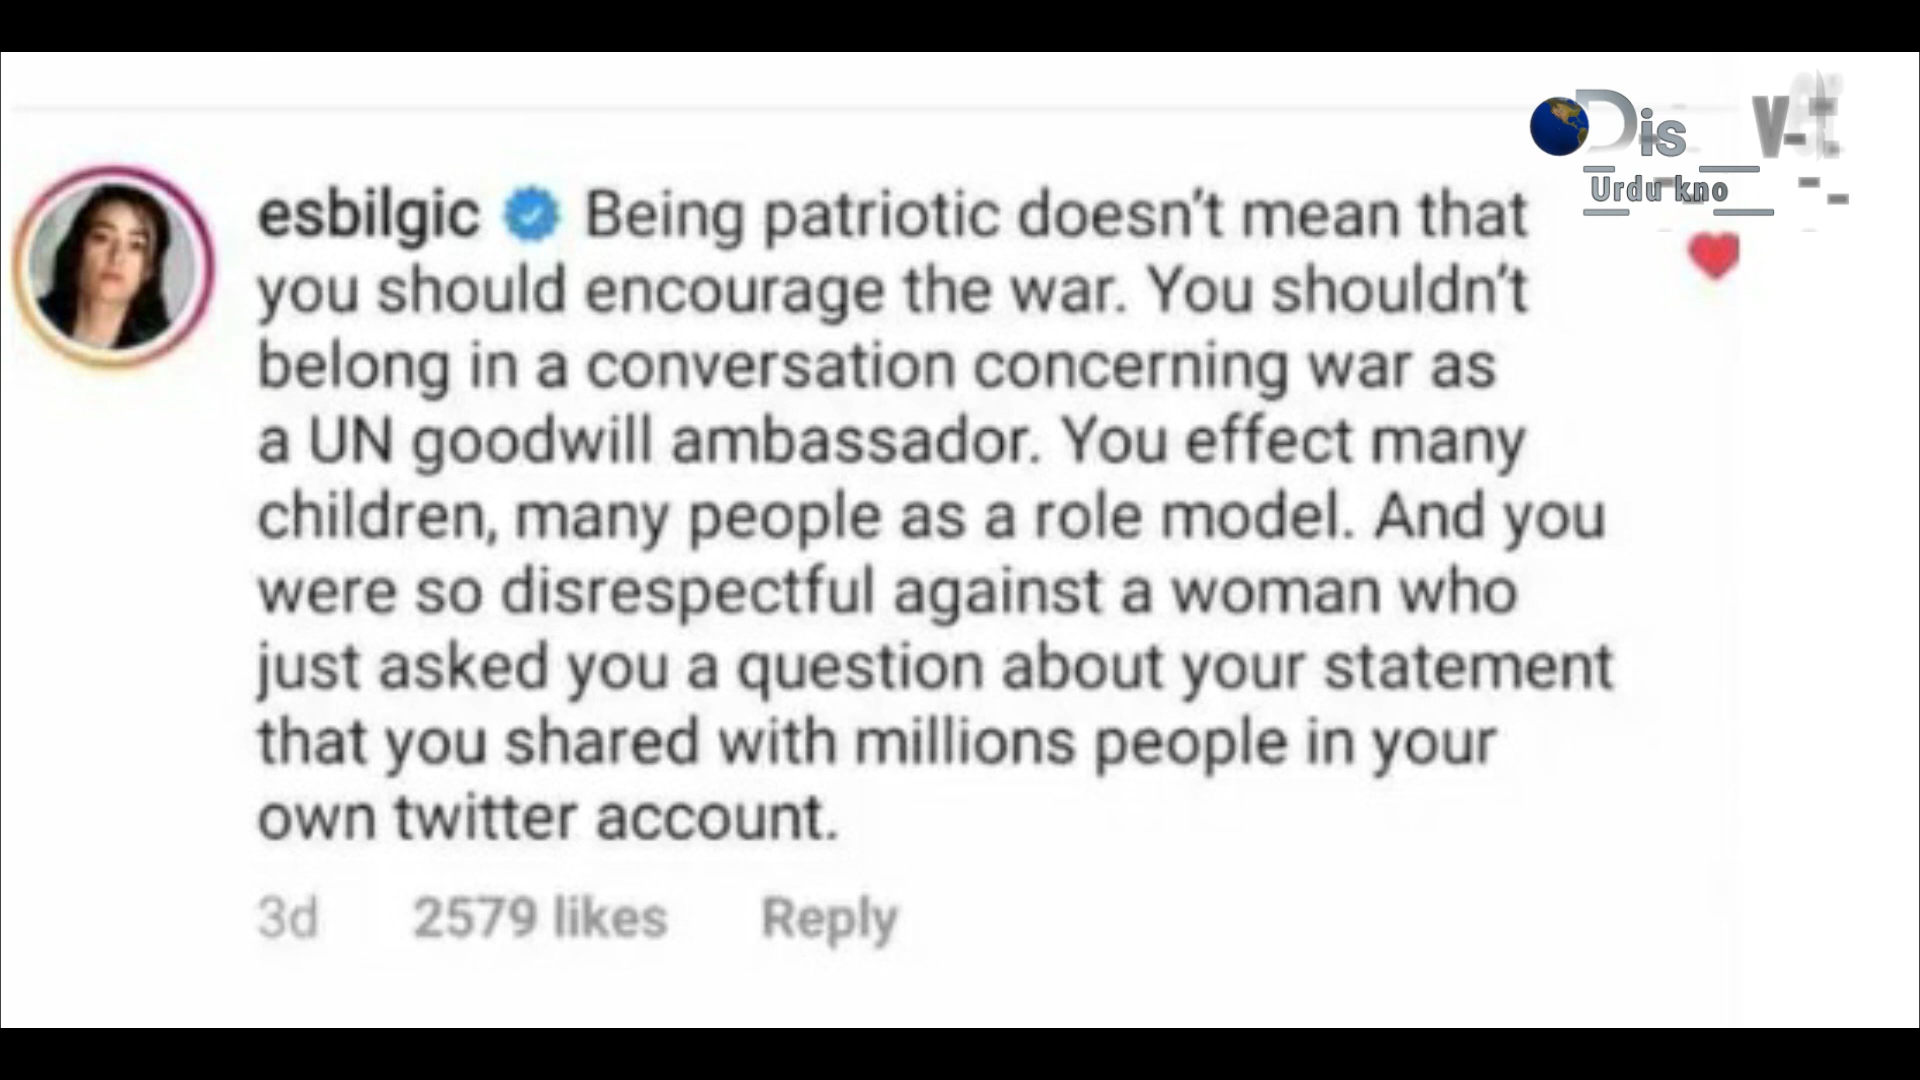 esbilgic Being patriotic doesn't mean that
you should encourage the war. You shouldn't
belong in a conversation concerning war as
a UN goodwill ambassador. You effect many
children, many people as a role model. And you
were so disrespectful against a woman who
just asked you a question about your statement
that you shared with millions people in your
own twitter account.
3d 2579 likes Reply
Dis V
Urdu kno